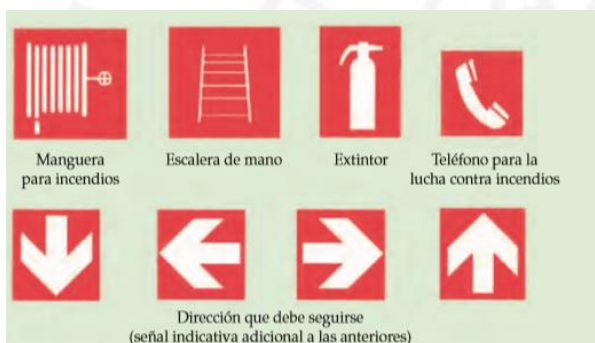 Manguera
para incendios
Escalera de mano
Extintor
Teléfono para la
lucha contra incendios
Dirección que debe seguirse
(señal indicativa adicional a las anteriores)